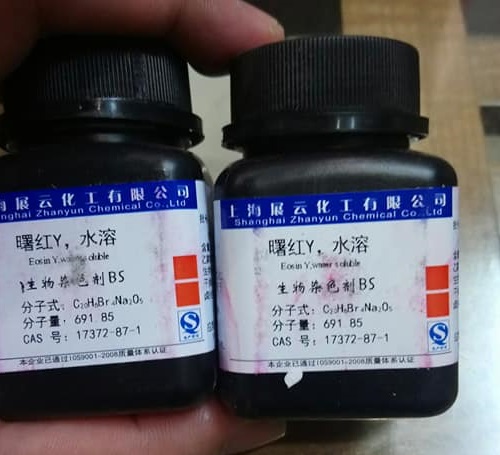 海展云化工有限公司
Shanghai Zhanyun Chemical Co.,Ltd
曙红Y，水溶
Eosin Y,water soluble
生物染色剂BS
分子式: C₂₀H₆Br₄Na₂O₅
分子量: 691.85
CAS 号: 17372-87-1
本企业已通过ISO9001-2008质量体系认证
上海展云化工有限公司
Shanghai Zhanyun Chemical Co.,Ltd
曙红Y，水溶
Eosin Y,water soluble
生物染色剂BS
分子式: C₂₀H₆Br₄Na₂O₅
分子量: 691.85
CAS 号: 17372-87-1
本企业已通过ISO9001-2008质量体系认证